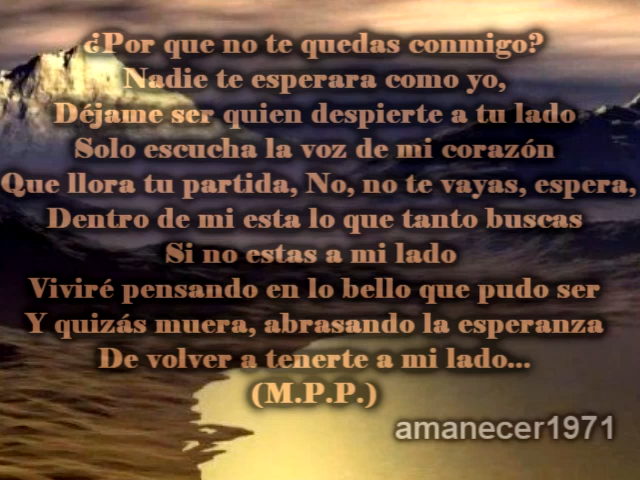 ¿Por que no te quedas conmigo?
Nadie te esperara como yo,
Déjame ser quien despierte a tu lado
Solo escucha la voz de mi corazón
Que llora tu partida, No, no te vayas, espera,
Dentro de mi esta lo que tanto buscas
Si no estas a mi lado
Viviré pensando en lo bello que pudo ser
Y quizás muera, abrasando la esperanza
De volver a tenerte a mi lado...
(M.P.P.)
amanecer1971